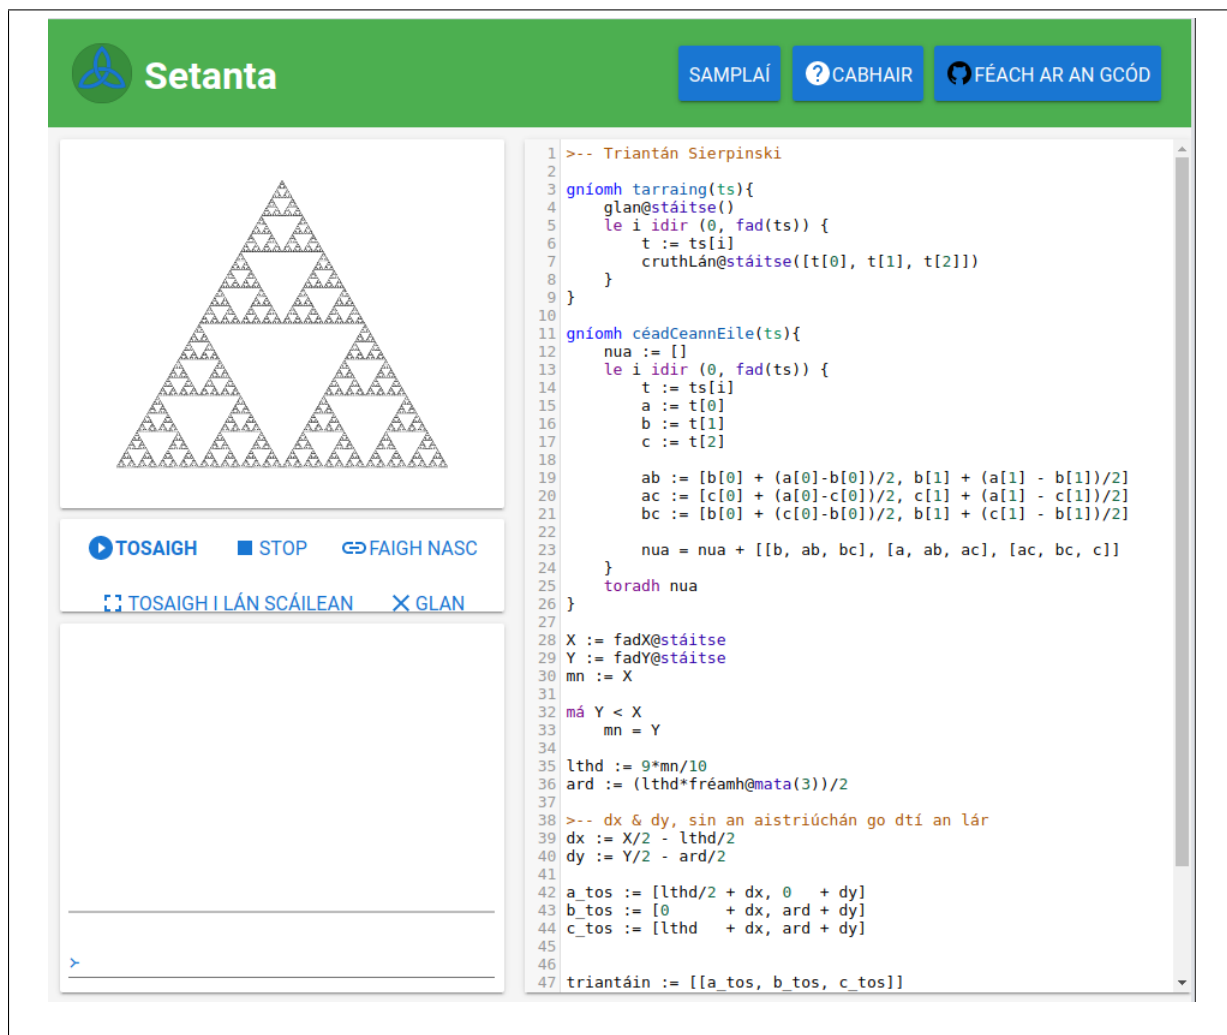 Setanta
SAMPLAÍ
?CABHAIR
FÉACH AR AN GCÓD
TOSAIGH
STOP
FAIGH NASC
TOSAIGH I LÁN SCÁILEAN
GLAN
>
1 >-- Triantán Sierpinski
2
3 gníomh tarraing(ts){
4     glan@stáitse()
5     le i idir (0, fad(ts)) {
6         t := ts[i]
7         cruthLán@stáitse([t[0], t[1], t[2]])
8     }
9 }
10
11 gníomh céadCeannEile(ts){
12     nua := []
13     le i idir (0, fad(ts)) {
14         t := ts[i]
15         a := t[0]
16         b := t[1]
17         c := t[2]
18
19         ab := [b[0] + (a[0]-b[0])/2, b[1] + (a[1] - b[1])/2]
20         ac := [c[0] + (a[0]-c[0])/2, c[1] + (a[1] - c[1])/2]
21         bc := [b[0] + (c[0]-b[0])/2, b[1] + (c[1] - b[1])/2]
22
23         nua = nua + [[b, ab, bc], [a, ab, ac], [ac, bc, c]]
24     }
25     toradh nua
26 }
27
28 X := fadX@stáitse
29 Y := fadY@stáitse
30 mn := X
31
32 má Y < X
33     mn = Y
34
35 lthd := 9*mn/10
36 ard := (lthd*fréamh@mata(3))/2
37
38 >-- dx & dy, sin an aistriúchán go dtí an lár
39 dx := X/2 - lthd/2
40 dy := Y/2 - ard/2
41
42 a_tos := [lthd/2 + dx, 0   + dy]
43 b_tos := [0      + dx, ard + dy]
44 c_tos := [lthd   + dx, ard + dy]
45
46
47 triantáin := [[a_tos, b_tos, c_tos]]